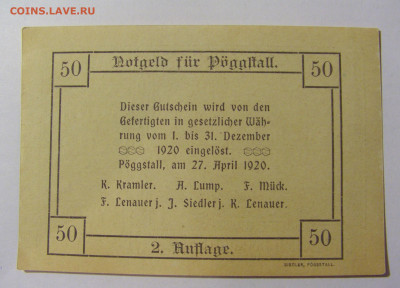 COINS.LAVE.RU
50 Notgeld für Pöggstall. 50
Dieser Gutschein wird von den
Gefertigten in gesetzlicher Wäh-
rung vom 1. bis 31. Dezember
1920 eingelöst.
Pöggstall, am 27. April 1920.
K. Kramler. A. Lump. F. Mück.
F. Lenauer j. J. Siedler j. K. Lenauer.
50 2. Auflage. 50
SIEDLER, PÖGGSTALL.